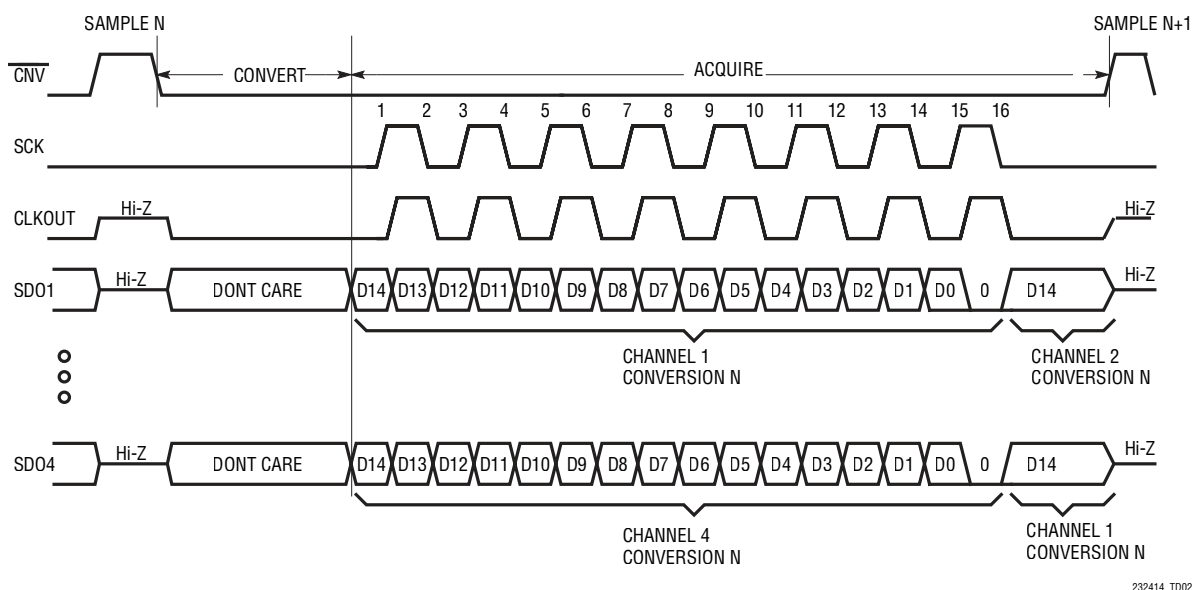 SAMPLE N
SAMPLE N+1
CNV
CONVERT
ACQUIRE
1 2 3 4 5 6 7 8 9 10 11 12 13 14 15 16
SCK
CLKOUT
Hi-Z
Hi-Z
SDO1
Hi-Z
DONT CARE
D14 D13 D12 D11 D10 D9 D8 D7 D6 D5 D4 D3 D2 D1 D0 0 D14
Hi-Z
CHANNEL 1
CONVERSION N
CHANNEL 2
CONVERSION N
SDO4
Hi-Z
DONT CARE
D14 D13 D12 D11 D10 D9 D8 D7 D6 D5 D4 D3 D2 D1 D0 0 D14
Hi-Z
CHANNEL 4
CONVERSION N
CHANNEL 1
CONVERSION N
232414 TD02